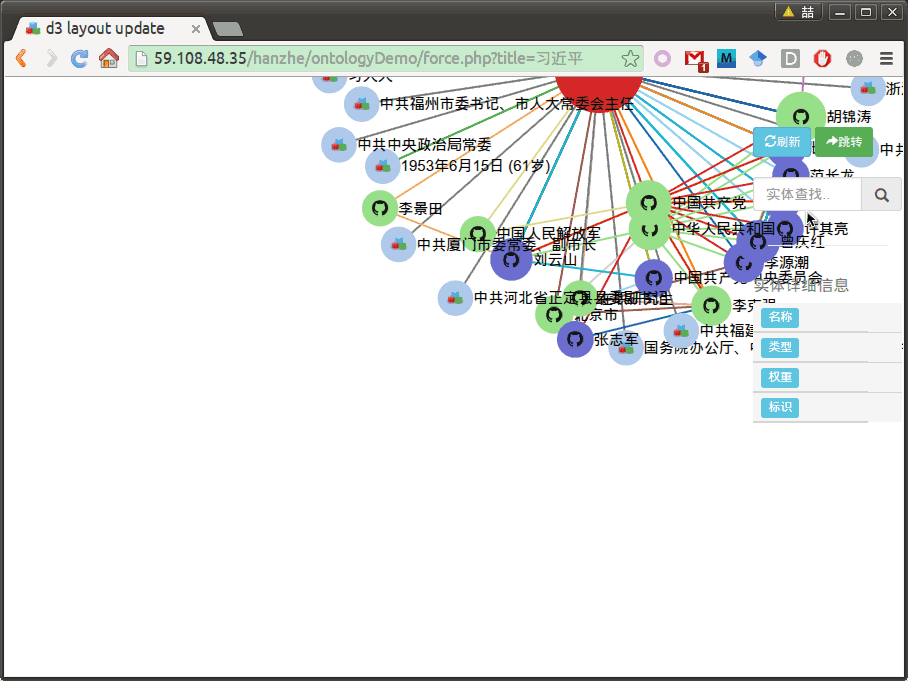 喆
d3 layout update
59.108.48.35/hanzhe/ontologyDemo/force.php?title=习近平
M
D
1
浙江
中共福州市委书记、市人大常委会主任
胡锦涛
刷新
跳转
中共中央政治局常委
中共
1953年6月15日 (61岁)
范长龙
实体查找..
李景田
中国共产党
中国人民解放军
中华人民共和国
许其亮
中共厦门市委常委、副市长
曾庆红
刘云山
李源潮
中国共产党中央委员会
实体详细信息
中共河北省正定县
李克强
名称
北京市
中共福建
张志军
国务院办公厅、中
类型
权重
标识